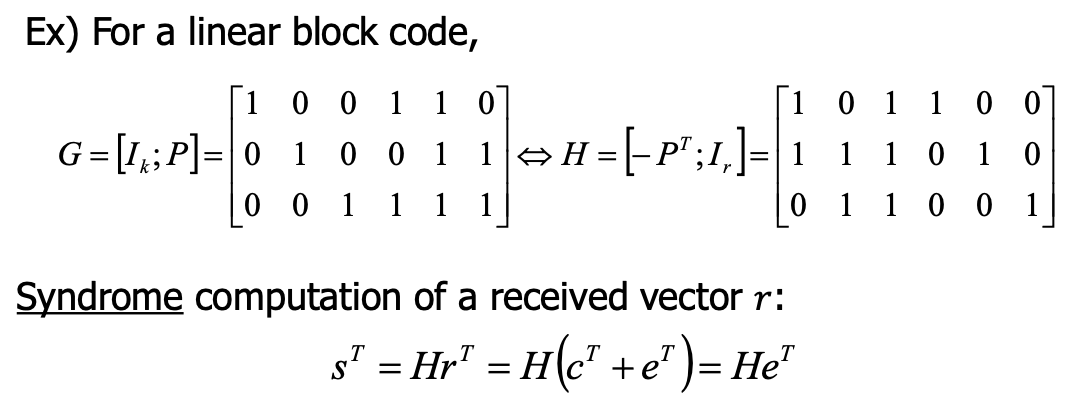 Ex) For a linear block code,
G = [I_k; P] = [1 0 0 1 1 0; 0 1 0 0 1 1; 0 0 1 1 1 1] ⇔ H = [−P^T; I_r] = [1 0 1 1 0 0; 1 1 1 0 1 0; 0 1 1 0 0 1]
Syndrome computation of a received vector r:
s^T = Hr^T = H(c^T + e^T) = He^T